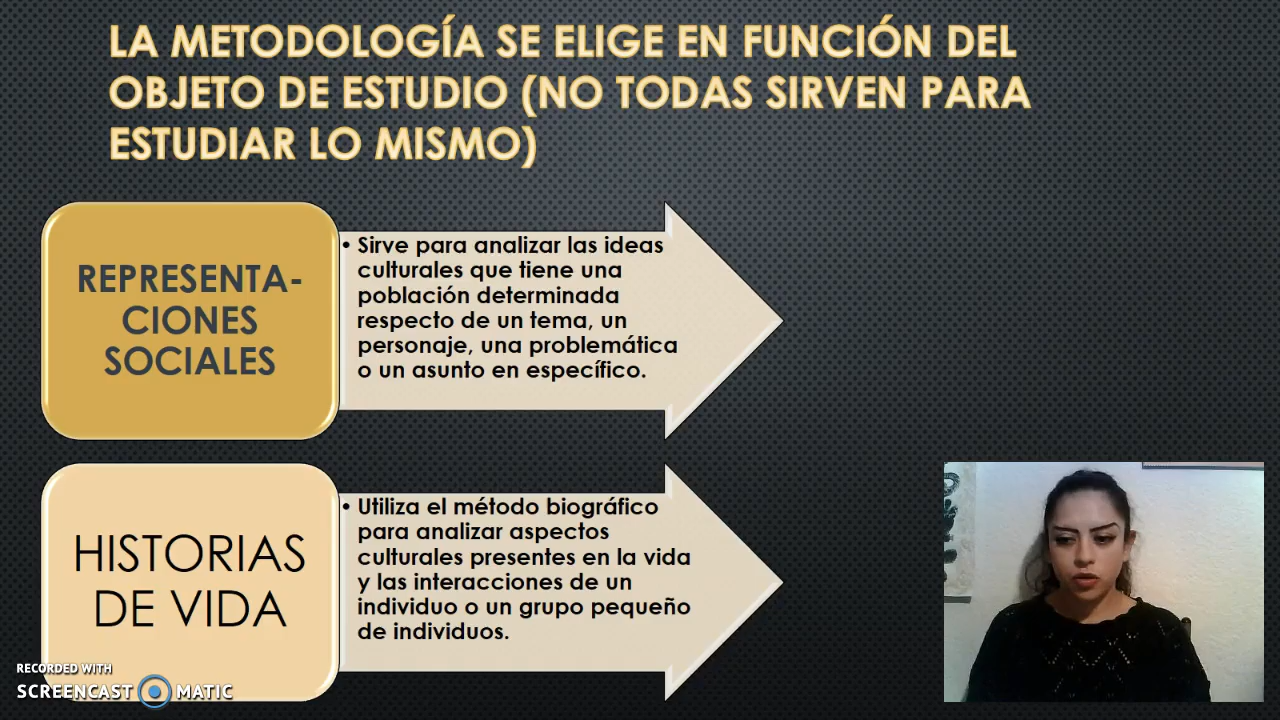 LA METODOLOGÍA SE ELIGE EN FUNCIÓN DEL
OBJETO DE ESTUDIO (NO TODAS SIRVEN PARA
ESTUDIAR LO MISMO)
REPRESENTA-
CIONES
SOCIALES
• Sirve para analizar las ideas
culturales que tiene una
población determinada
respecto de un tema, un
personaje, una problemática
o un asunto en específico.
HISTORIAS
DE VIDA
• Utiliza el método biográfico
para analizar aspectos
culturales presentes en la vida
y las interacciones de un
individuo o un grupo pequeño
de individuos.
RECORDED WITH
SCREENCAST MATIC